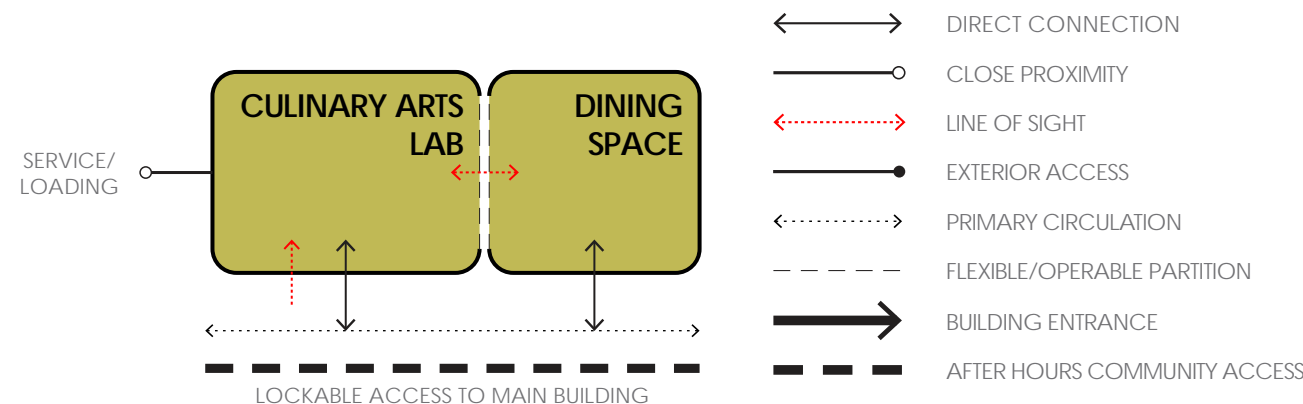 CULINARY ARTS
LAB
DINING
SPACE
SERVICE/
LOADING
LOCKABLE ACCESS TO MAIN BUILDING
DIRECT CONNECTION
CLOSE PROXIMITY
LINE OF SIGHT
EXTERIOR ACCESS
PRIMARY CIRCULATION
FLEXIBLE/OPERABLE PARTITION
BUILDING ENTRANCE
AFTER HOURS COMMUNITY ACCESS